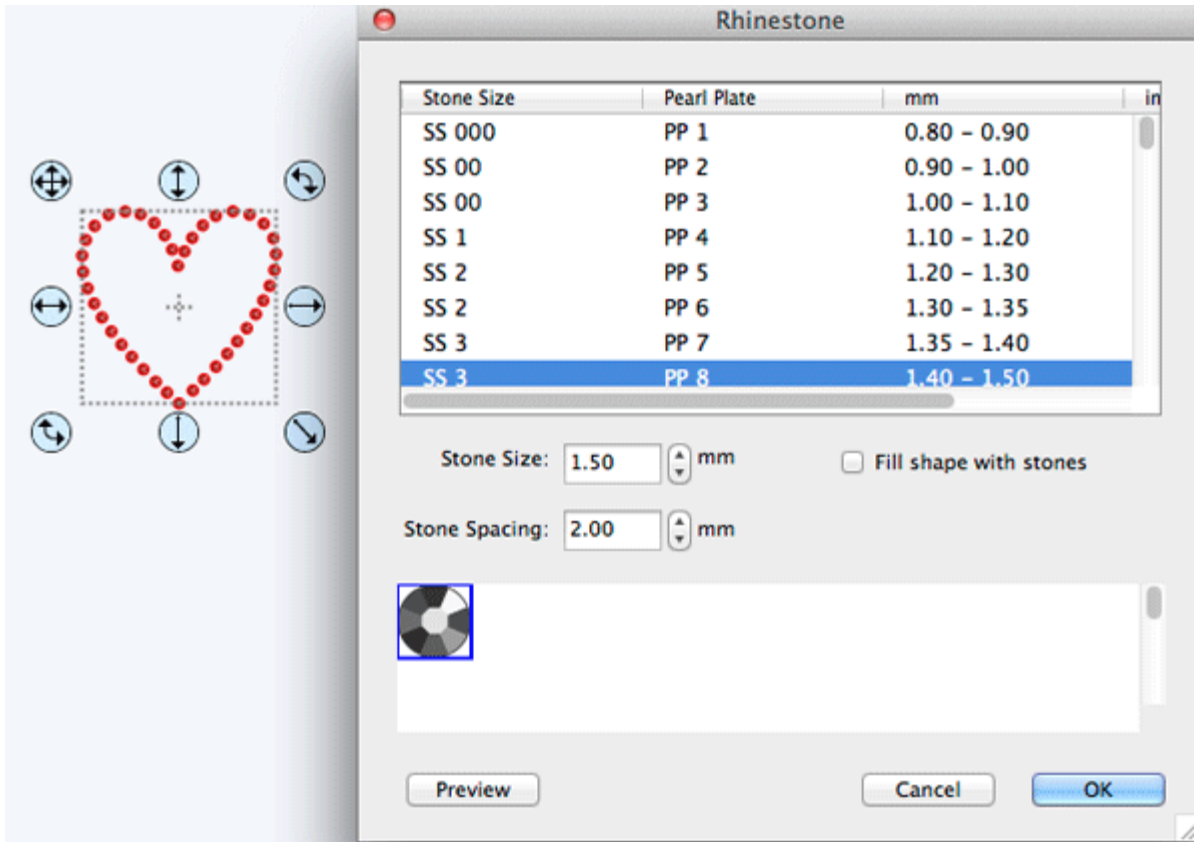 Rhinestone
Stone Size Pearl Plate mm in
SS 000 PP 1 0.80 – 0.90
SS 00 PP 2 0.90 – 1.00
SS 00 PP 3 1.00 – 1.10
SS 1 PP 4 1.10 – 1.20
SS 2 PP 5 1.20 – 1.30
SS 2 PP 6 1.30 – 1.35
SS 3 PP 7 1.35 – 1.40
SS 3 PP 8 1.40 – 1.50
Stone Size: 1.50 mm Fill shape with stones
Stone Spacing: 2.00 mm
Preview Cancel OK